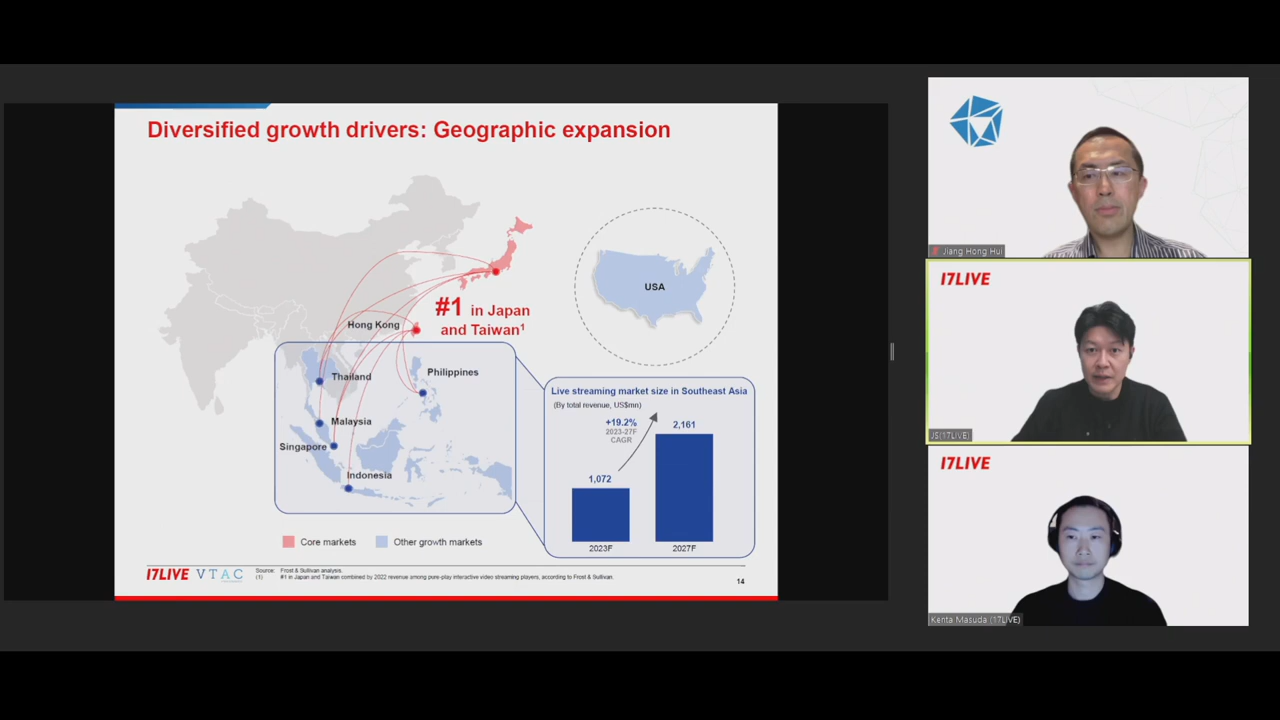 Diversified growth drivers: Geographic expansion
USA
#1 in Japan
and Taiwan¹
Hong Kong
Thailand
Philippines
Malaysia
Singapore
Indonesia
Live streaming market size in Southeast Asia
(By total revenue, US$mn)
+19.2%
2023-27F
CAGR
2,161
1,072
2023F
2027F
Core markets
Other growth markets
17LIVE VTAC
Source: Frost & Sullivan analysis.
(1) #1 in Japan and Taiwan combined by 2022 revenue among pure-play interactive video streaming players, according to Frost & Sullivan.
14
Jiang Hong Hui
17LIVE
JS(17LIVE)
17LIVE
Kenta Masuda (17LIVE)